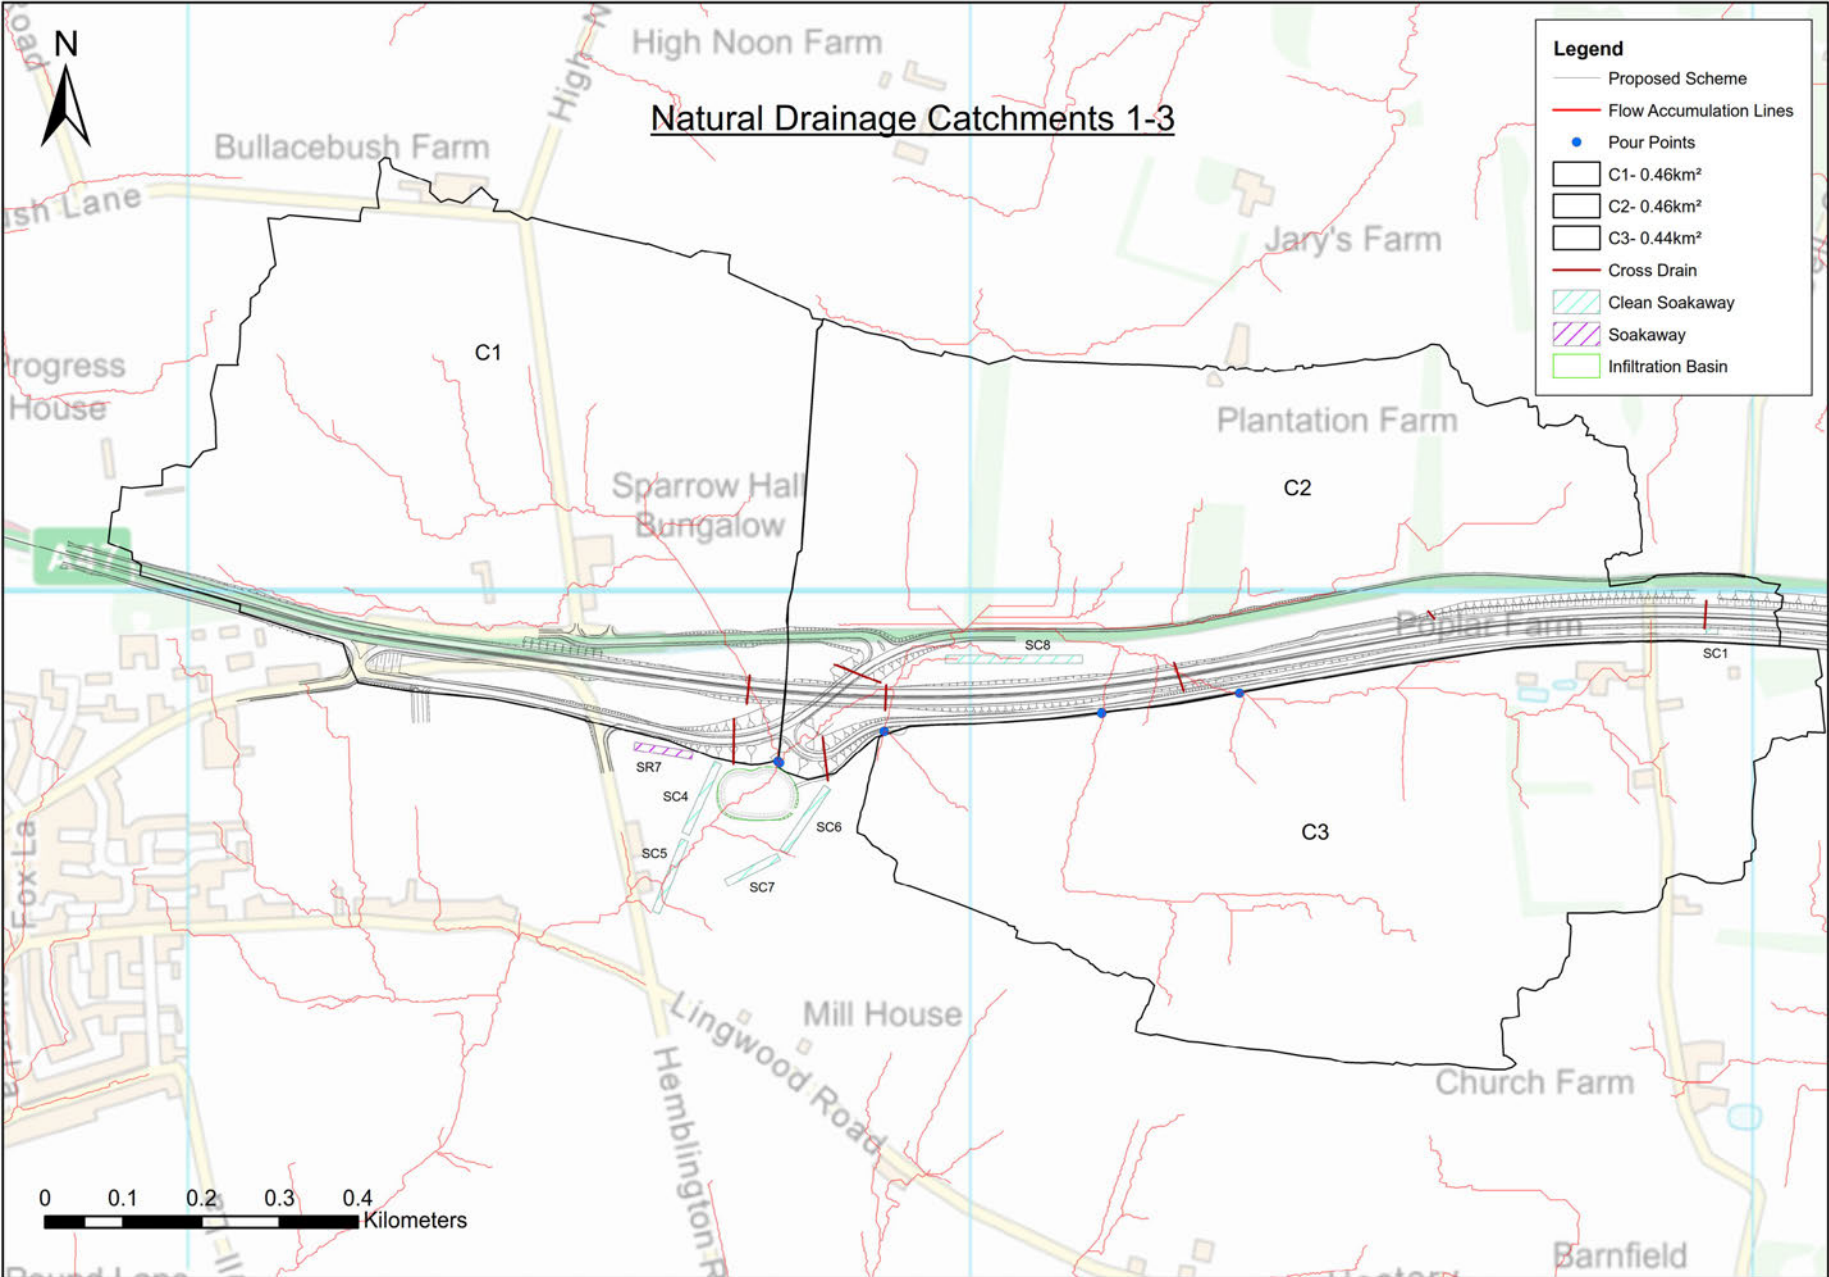 Road
N
High N
High Noon Farm
Natural Drainage Catchments 1-3
Bullacebush Farm
ush Lane
Jary's Farm
Legend
Proposed Scheme
Flow Accumulation Lines
Pour Points
C1- 0.46km²
C2- 0.46km²
C3- 0.44km²
Cross Drain
Clean Soakaway
Soakaway
Infiltration Basin
C1
Progress
House
Plantation Farm
Sparrow Hall
Bungalow
C2
A47
Poplar Farm
SC8
SC1
SR7
SC4
SC6
SC5
SC7
C3
Fox La
Mill House
Lingwood Road
Hemblington R
Church Farm
0 0.1 0.2 0.3 0.4
Kilometers
Barnfield